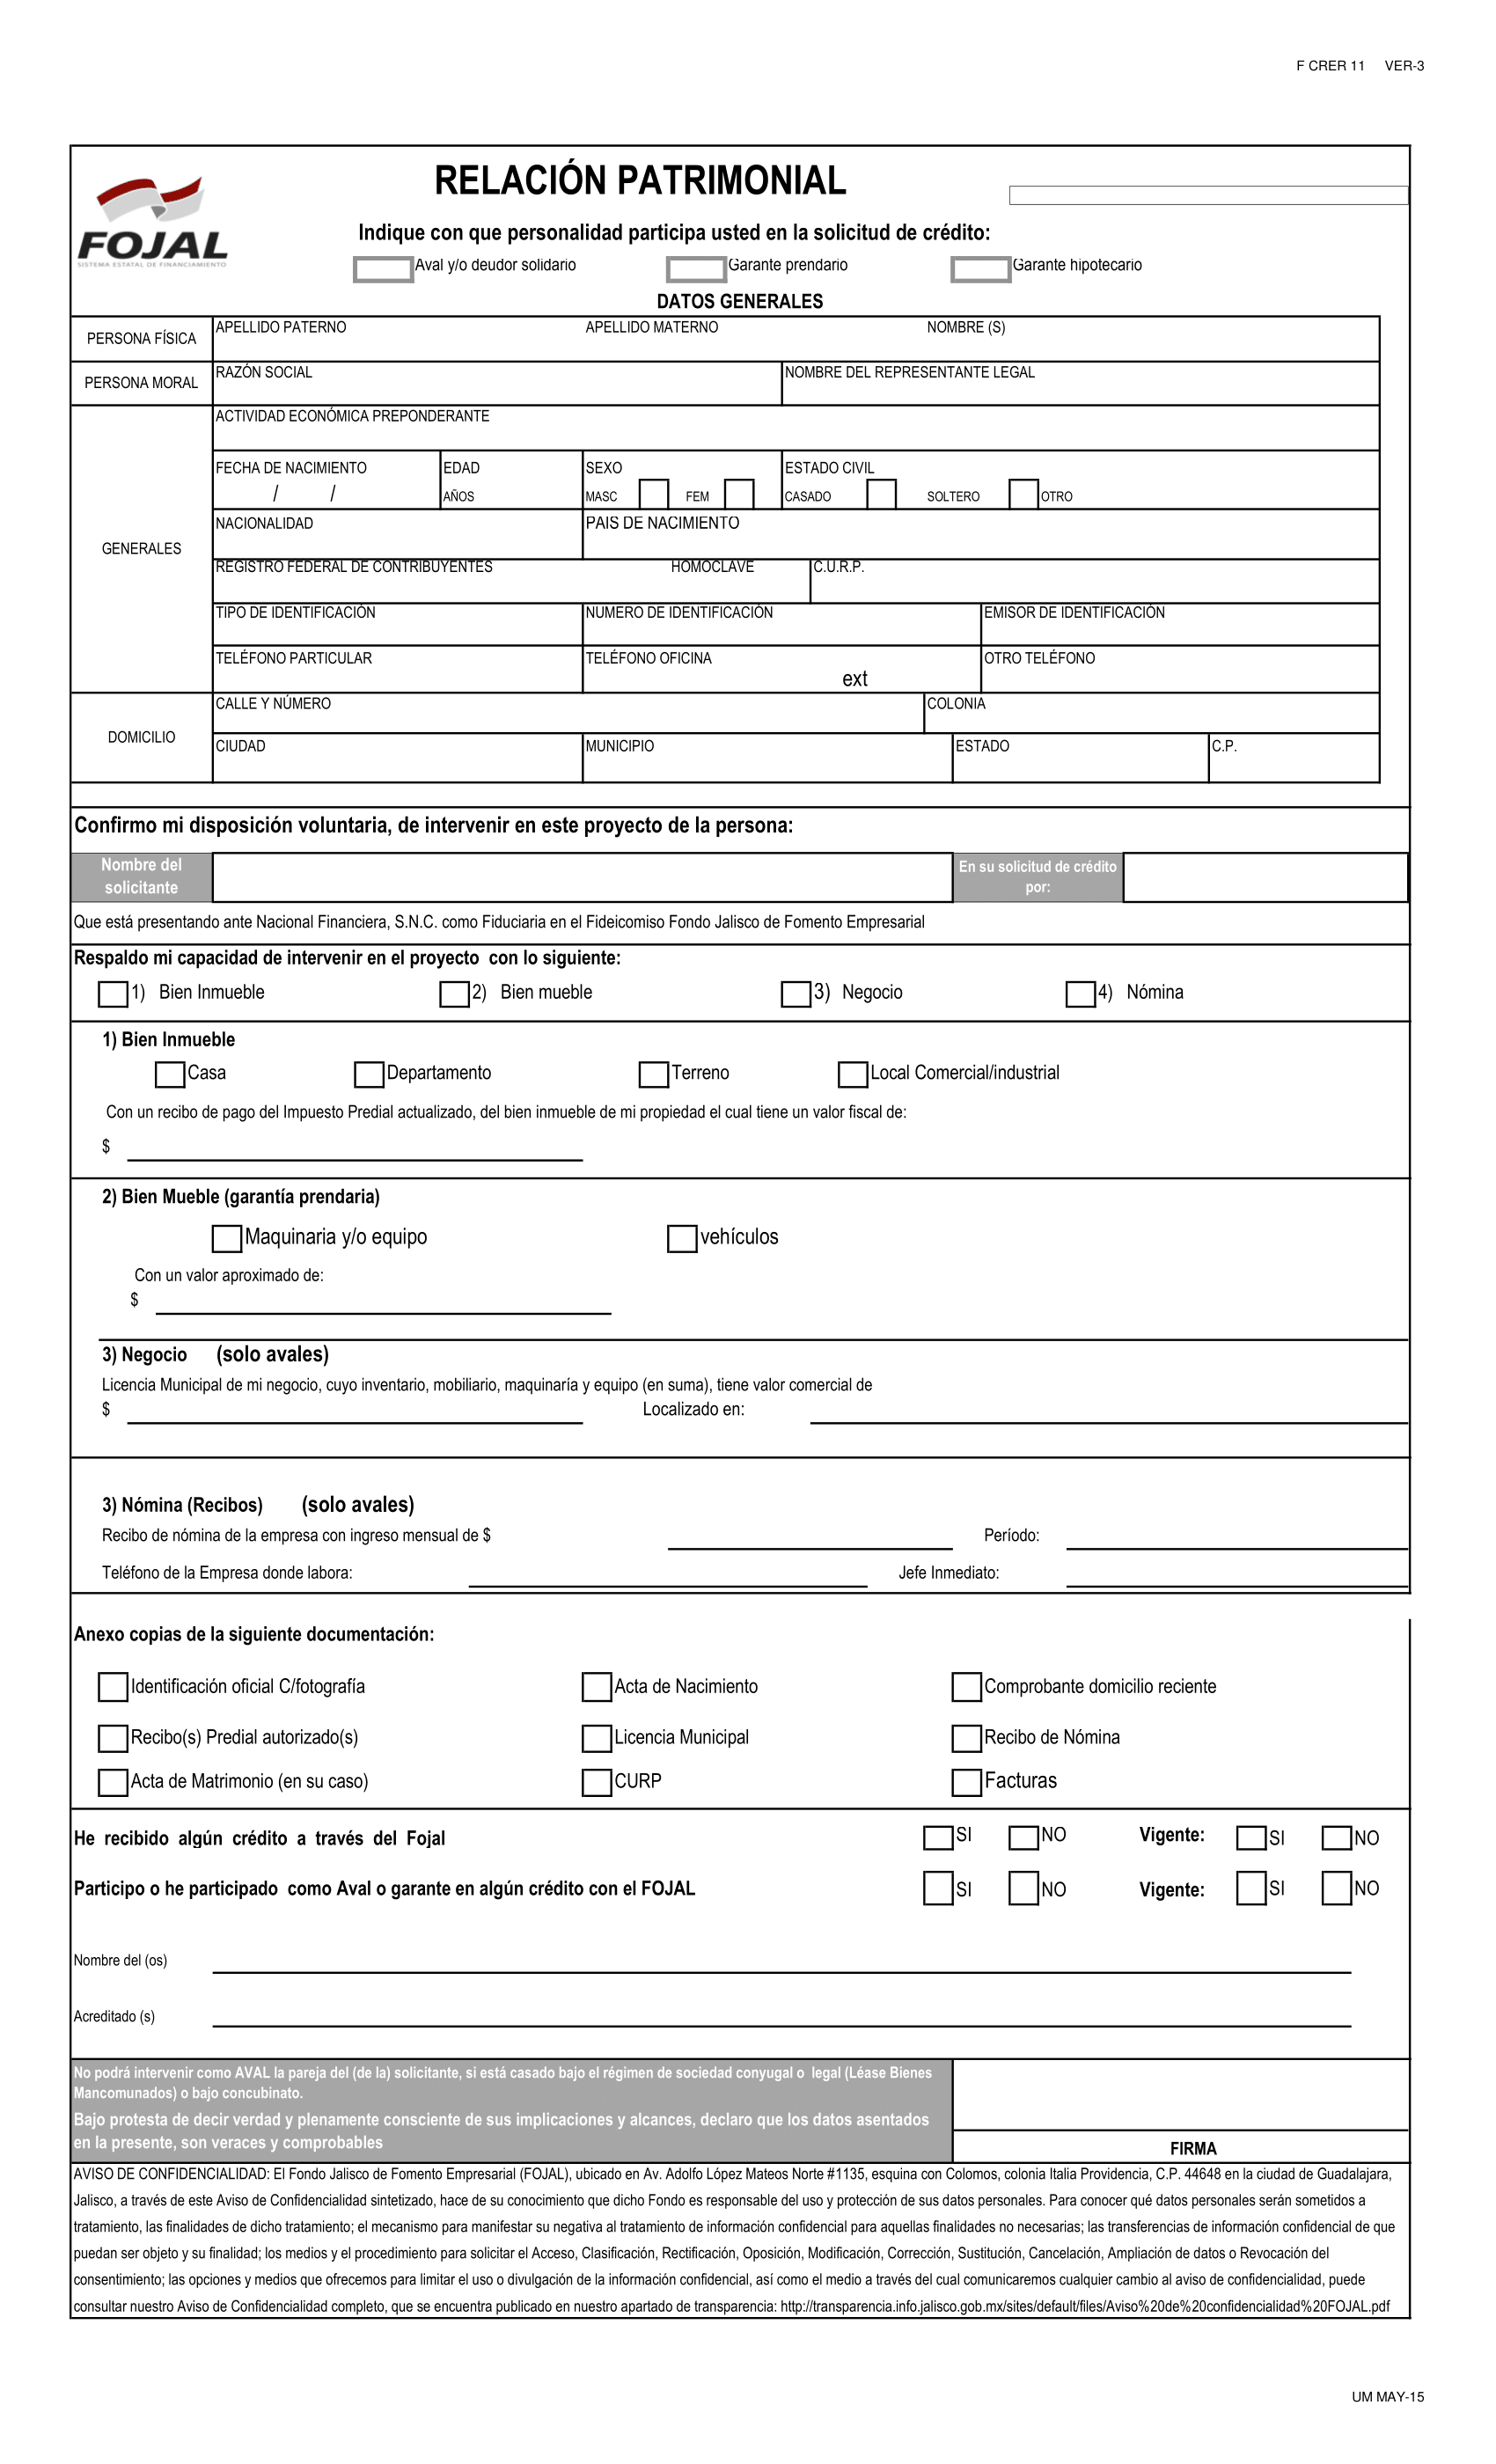 F CRER 11 VER-3
RELACIÓN PATRIMONIAL
FOJAL
SISTEMA ESTATAL DE FINANCIAMIENTO
Indique con que personalidad participa usted en la solicitud de crédito:
Aval y/o deudor solidario Garante prendario Garante hipotecario
DATOS GENERALES
PERSONA FÍSICA APELLIDO PATERNO APELLIDO MATERNO NOMBRE (S)
PERSONA MORAL RAZÓN SOCIAL NOMBRE DEL REPRESENTANTE LEGAL
GENERALES
ACTIVIDAD ECONÓMICA PREPONDERANTE
FECHA DE NACIMIENTO EDAD SEXO ESTADO CIVIL
/ / AÑOS MASC FEM CASADO SOLTERO OTRO
NACIONALIDAD PAIS DE NACIMIENTO
REGISTRO FEDERAL DE CONTRIBUYENTES HOMOCLAVE C.U.R.P.
TIPO DE IDENTIFICACIÓN NUMERO DE IDENTIFICACIÓN EMISOR DE IDENTIFICACIÓN
TELÉFONO PARTICULAR TELÉFONO OFICINA OTRO TELÉFONO
ext
DOMICILIO
CALLE Y NÚMERO COLONIA
CIUDAD MUNICIPIO ESTADO C.P.
Confirmo mi disposición voluntaria, de intervenir en este proyecto de la persona:
Nombre del
solicitante
En su solicitud de crédito
por:
Que está presentando ante Nacional Financiera, S.N.C. como Fiduciaria en el Fideicomiso Fondo Jalisco de Fomento Empresarial
Respaldo mi capacidad de intervenir en el proyecto con lo siguiente:
1) Bien Inmueble 2) Bien mueble 3) Negocio 4) Nómina
1) Bien Inmueble
Casa Departamento Terreno Local Comercial/industrial
Con un recibo de pago del Impuesto Predial actualizado, del bien inmueble de mi propiedad el cual tiene un valor fiscal de:
$
2) Bien Mueble (garantía prendaria)
Maquinaria y/o equipo vehículos
Con un valor aproximado de:
$
3) Negocio (solo avales)
Licencia Municipal de mi negocio, cuyo inventario, mobiliario, maquinaría y equipo (en suma), tiene valor comercial de
$ Localizado en:
3) Nómina (Recibos) (solo avales)
Recibo de nómina de la empresa con ingreso mensual de $ Período:
Teléfono de la Empresa donde labora: Jefe Inmediato:
Anexo copias de la siguiente documentación:
Identificación oficial C/fotografía Acta de Nacimiento Comprobante domicilio reciente
Recibo(s) Predial autorizado(s) Licencia Municipal Recibo de Nómina
Acta de Matrimonio (en su caso) CURP Facturas
He recibido algún crédito a través del Fojal SI NO Vigente: SI NO
Participo o he participado como Aval o garante en algún crédito con el FOJAL SI NO Vigente: SI NO
Nombre del (os)
Acreditado (s)
No podrá intervenir como AVAL la pareja del (de la) solicitante, si está casado bajo el régimen de sociedad conyugal o legal (Léase Bienes
Mancomunados) o bajo concubinato.
Bajo protesta de decir verdad y plenamente consciente de sus implicaciones y alcances, declaro que los datos asentados
en la presente, son veraces y comprobables
FIRMA
AVISO DE CONFIDENCIALIDAD: El Fondo Jalisco de Fomento Empresarial (FOJAL), ubicado en Av. Adolfo López Mateos Norte #1135, esquina con Colomos, colonia Italia Providencia, C.P. 44648 en la ciudad de Guadalajara,
Jalisco, a través de este Aviso de Confidencialidad sintetizado, hace de su conocimiento que dicho Fondo es responsable del uso y protección de sus datos personales. Para conocer qué datos personales serán sometidos a
tratamiento, las finalidades de dicho tratamiento; el mecanismo para manifestar su negativa al tratamiento de información confidencial para aquellas finalidades no necesarias; las transferencias de información confidencial de que
puedan ser objeto y su finalidad; los medios y el procedimiento para solicitar el Acceso, Clasificación, Rectificación, Oposición, Modificación, Corrección, Sustitución, Cancelación, Ampliación de datos o Revocación del
consentimiento; las opciones y medios que ofrecemos para limitar el uso o divulgación de la información confidencial, así como el medio a través del cual comunicaremos cualquier cambio al aviso de confidencialidad, puede
consultar nuestro Aviso de Confidencialidad completo, que se encuentra publicado en nuestro apartado de transparencia: http://transparencia.info.jalisco.gob.mx/sites/default/files/Aviso%20de%20confidencialidad%20FOJAL.pdf
UM MAY-15